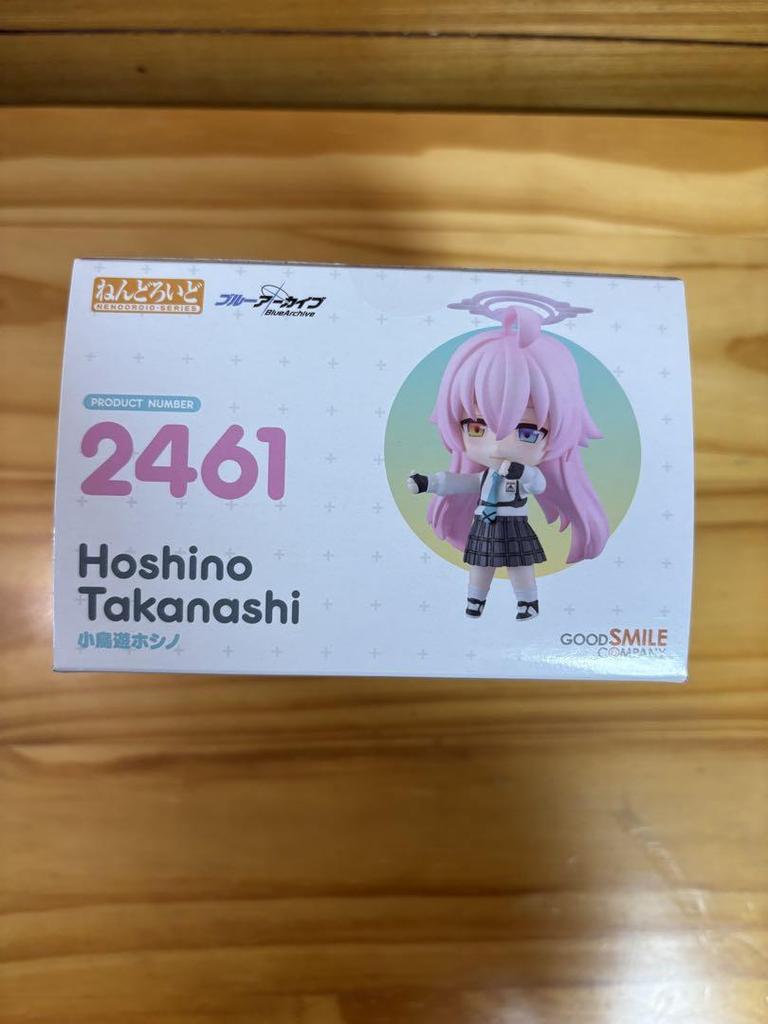 ねんどろいど
NENDOROID-SERIES
ブルーアーカイブ
BlueArchive
PRODUCT NUMBER
2461
Hoshino
Takanashi
小鳥遊ホシノ
GOOD SMILE
COMPANY